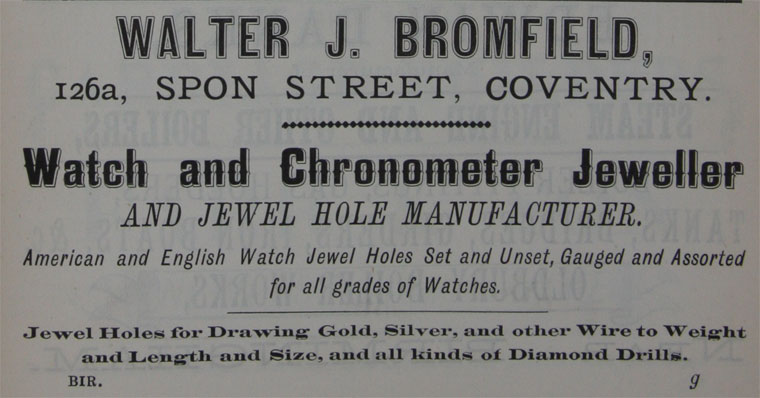 WALTER J. BROMFIELD,
126a, SPON STREET, COVENTRY.
Watch and Chronometer Jeweller
AND JEWEL HOLE MANUFACTURER.
American and English Watch Jewel Holes Set and Unset, Gauged and Assorted
for all grades of Watches.
Jewel Holes for Drawing Gold, Silver, and other Wire to Weight
and Length and Size, and all kinds of Diamond Drills.
BIR. g